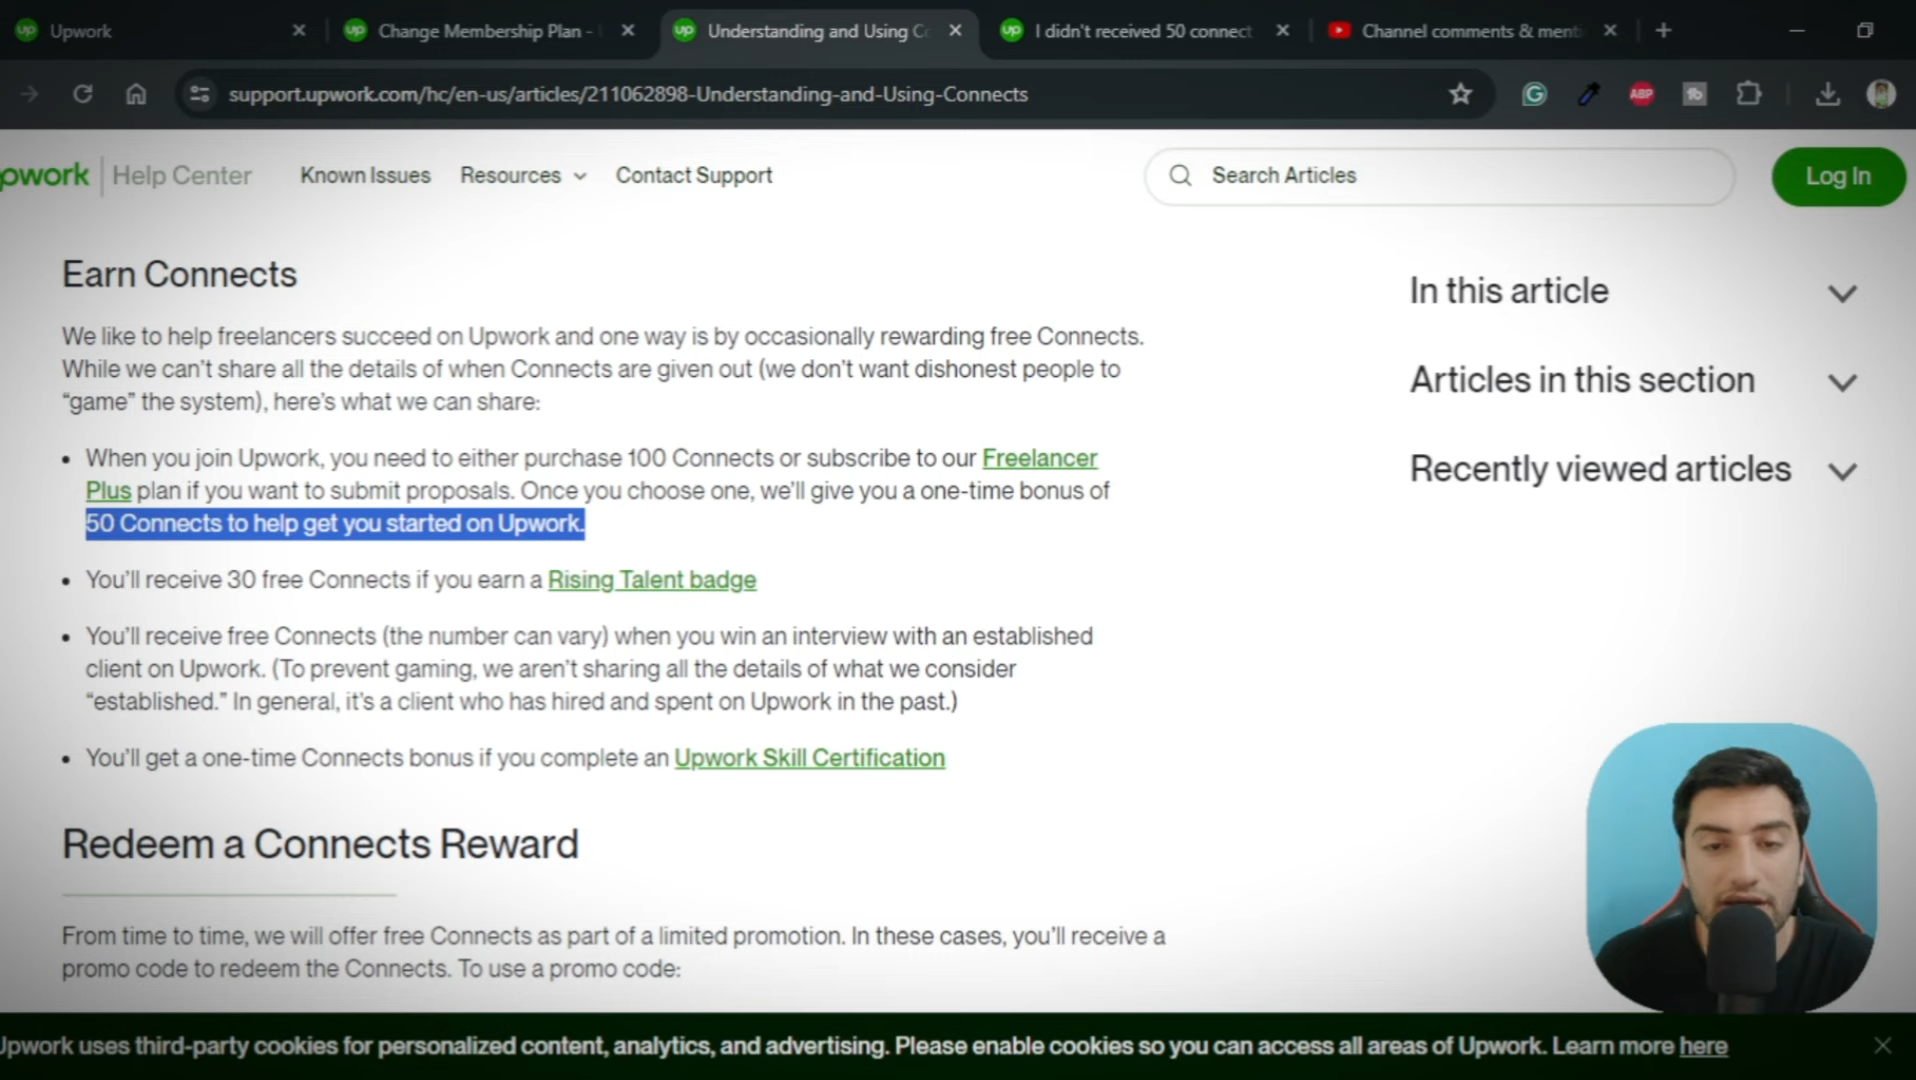 Upwork
Change Membership Plan -
Understanding and Using Co
I didn't received 50 connect
Channel comments & menti
support.upwork.com/hc/en-us/articles/211062898-Understanding-and-Using-Connects
ABP
pwork Help Center
Known Issues
Resources
Contact Support
Search Articles
Log In
Earn Connects
We like to help freelancers succeed on Upwork and one way is by occasionally rewarding free Connects.
While we can't share all the details of when Connects are given out (we don't want dishonest people to
“game” the system), here's what we can share:
• When you join Upwork, you need to either purchase 100 Connects or subscribe to our Freelancer
Plus plan if you want to submit proposals. Once you choose one, we'll give you a one-time bonus of
50 Connects to help get you started on Upwork.
• You'll receive 30 free Connects if you earn a Rising Talent badge
• You'll receive free Connects (the number can vary) when you win an interview with an established
client on Upwork. (To prevent gaming, we aren't sharing all the details of what we consider
“established.” In general, it's a client who has hired and spent on Upwork in the past.)
• You'll get a one-time Connects bonus if you complete an Upwork Skill Certification
Redeem a Connects Reward
From time to time, we will offer free Connects as part of a limited promotion. In these cases, you'll receive a
promo code to redeem the Connects. To use a promo code:
In this article
Articles in this section
Recently viewed articles
Upwork uses third-party cookies for personalized content, analytics, and advertising. Please enable cookies so you can access all areas of Upwork. Learn more here